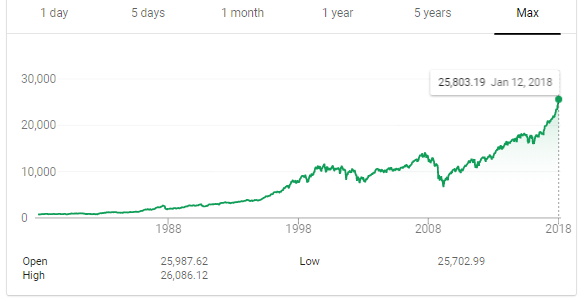 1 day 5 days 1 month 1 year 5 years Max
30,000
25,803.19 Jan 12, 2018
20,000
10,000
0
1988 1998 2008 2018
Open 25,987.62 Low 25,702.99
High 26,086.12